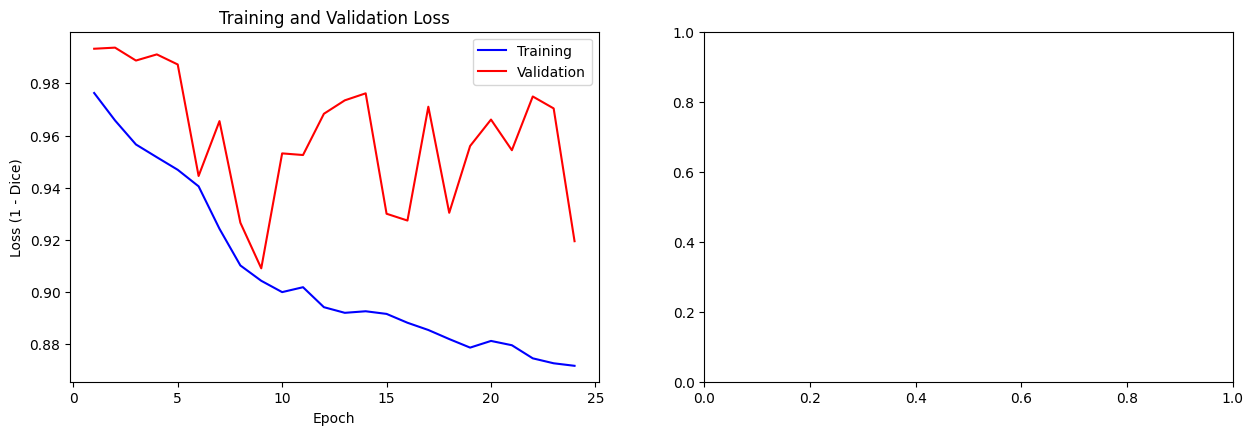 Training and Validation Loss
Training
Validation
Loss (1 - Dice)
0.98
0.96
0.94
0.92
0.90
0.88
0 5 10 15 20 25
Epoch
1.0
0.8
0.6
0.4
0.2
0.0
0.0 0.2 0.4 0.6 0.8 1.0